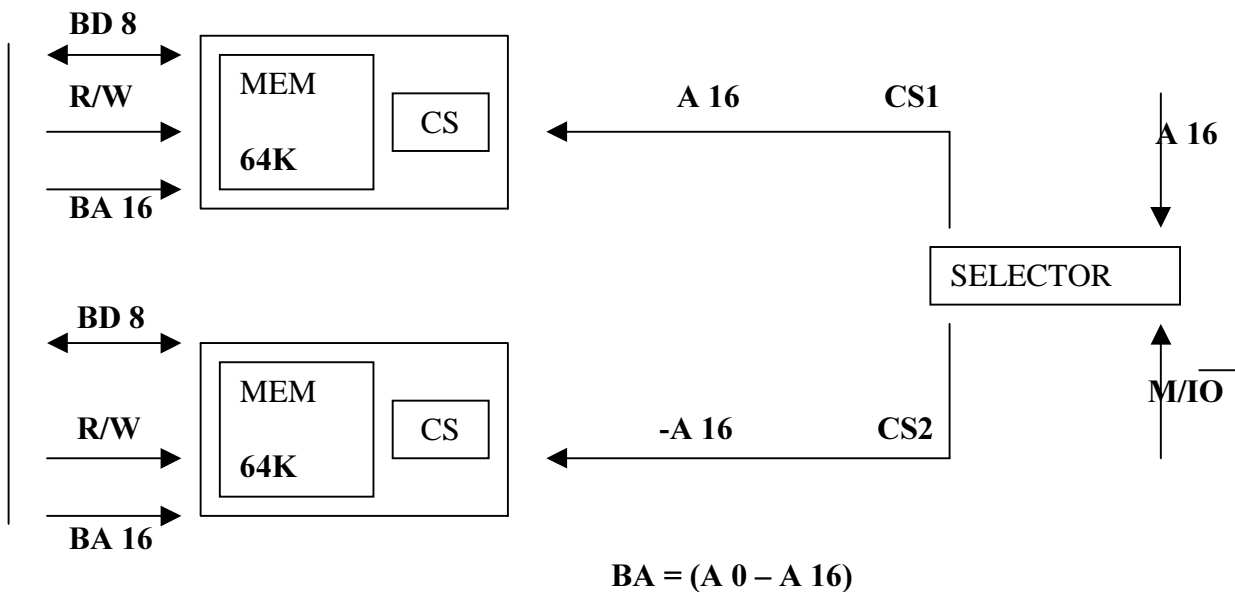 BD 8
R/W
BA 16
MEM
64K
CS
A 16
CS1
A 16
SELECTOR
BD 8
R/W
BA 16
MEM
64K
CS
-A 16
CS2
M/IO
BA = (A 0 – A 16)